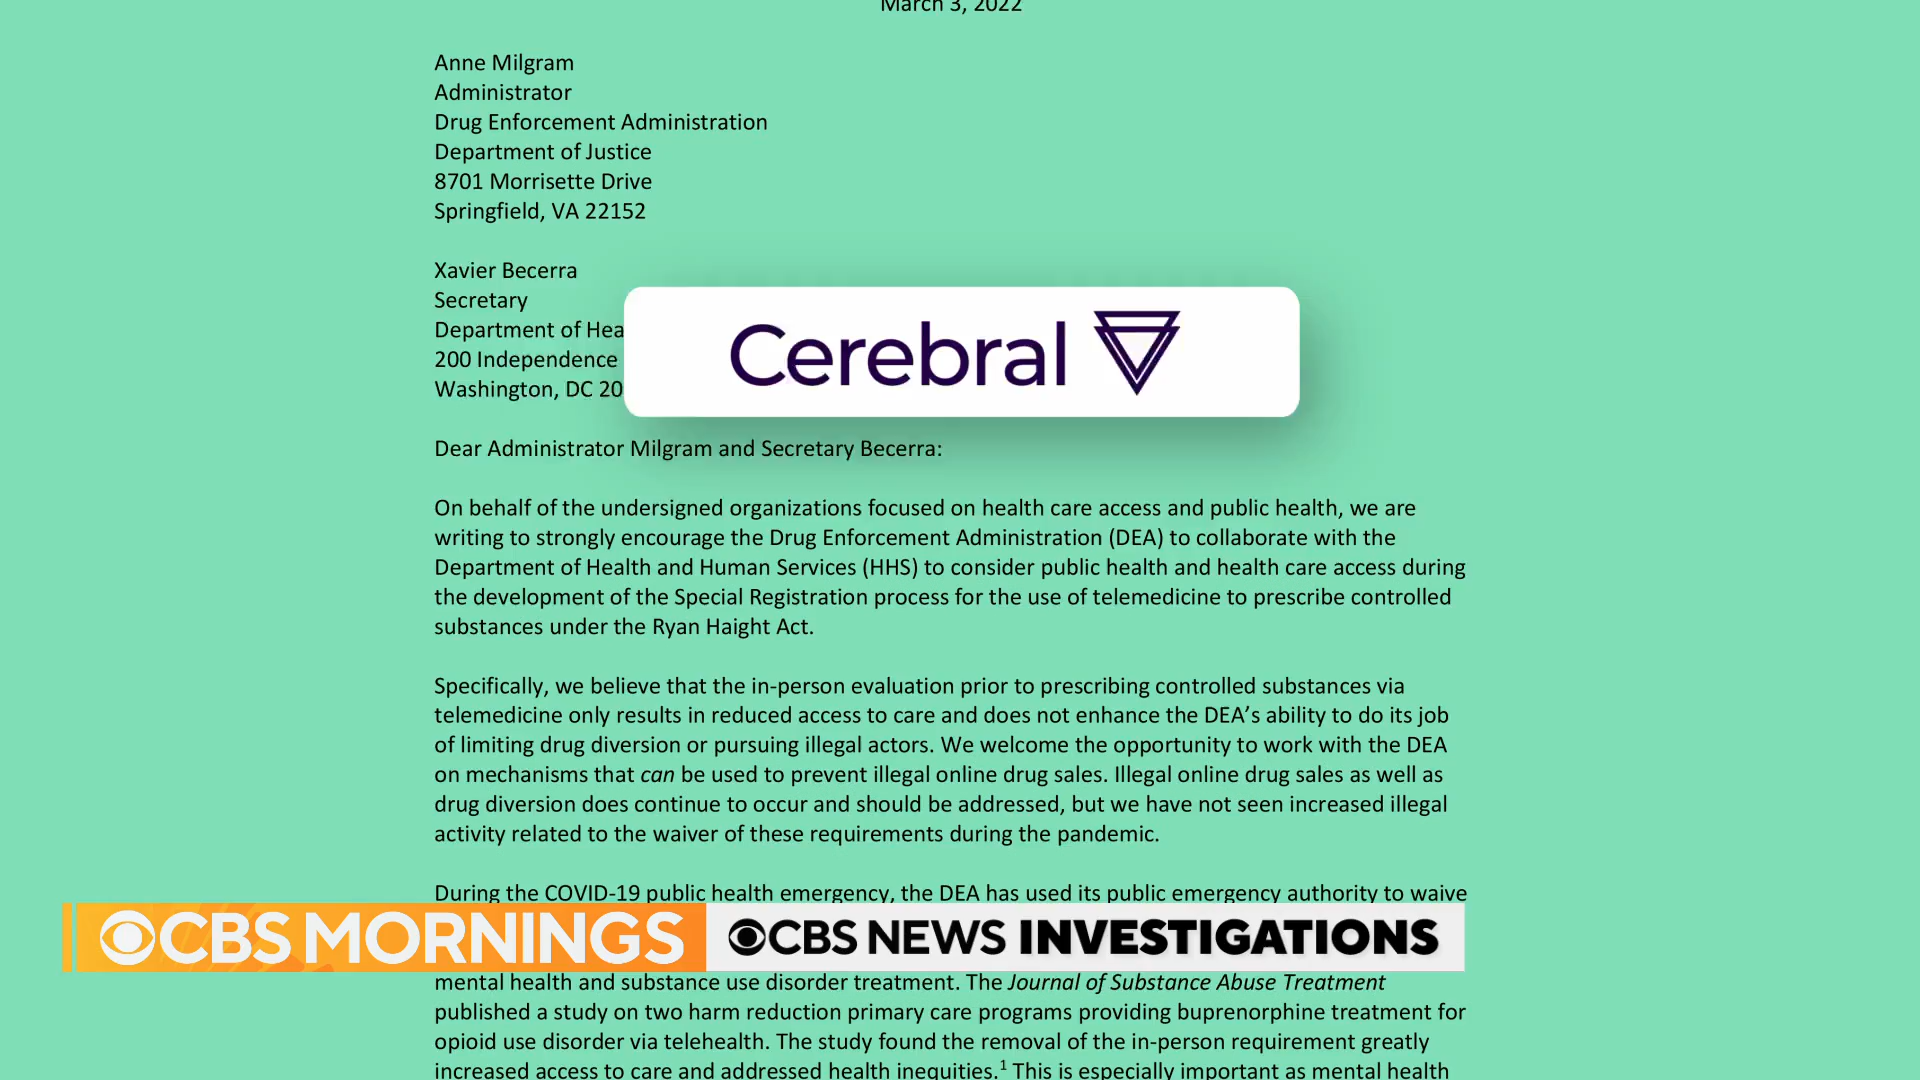 March 3, 2022
Anne Milgram
Administrator
Drug Enforcement Administration
Department of Justice
8701 Morrisette Drive
Springfield, VA 22152
Xavier Becerra
Secretary
Department of Hea
200 Independence
Washington, DC 20
Cerebral
Dear Administrator Milgram and Secretary Becerra:
On behalf of the undersigned organizations focused on health care access and public health, we are
writing to strongly encourage the Drug Enforcement Administration (DEA) to collaborate with the
Department of Health and Human Services (HHS) to consider public health and health care access during
the development of the Special Registration process for the use of telemedicine to prescribe controlled
substances under the Ryan Haight Act.
Specifically, we believe that the in-person evaluation prior to prescribing controlled substances via
telemedicine only results in reduced access to care and does not enhance the DEA’s ability to do its job
of limiting drug diversion or pursuing illegal actors. We welcome the opportunity to work with the DEA
on mechanisms that can be used to prevent illegal online drug sales. Illegal online drug sales as well as
drug diversion does continue to occur and should be addressed, but we have not seen increased illegal
activity related to the waiver of these requirements during the pandemic.
During the COVID-19 public health emergency, the DEA has used its public emergency authority to waive
CBS MORNINGS CBS NEWS INVESTIGATIONS
mental health and substance use disorder treatment. The Journal of Substance Abuse Treatment
published a study on two harm reduction primary care programs providing buprenorphine treatment for
opioid use disorder via telehealth. The study found the removal of the in-person requirement greatly
increased access to care and addressed health inequities.1 This is especially important as mental health